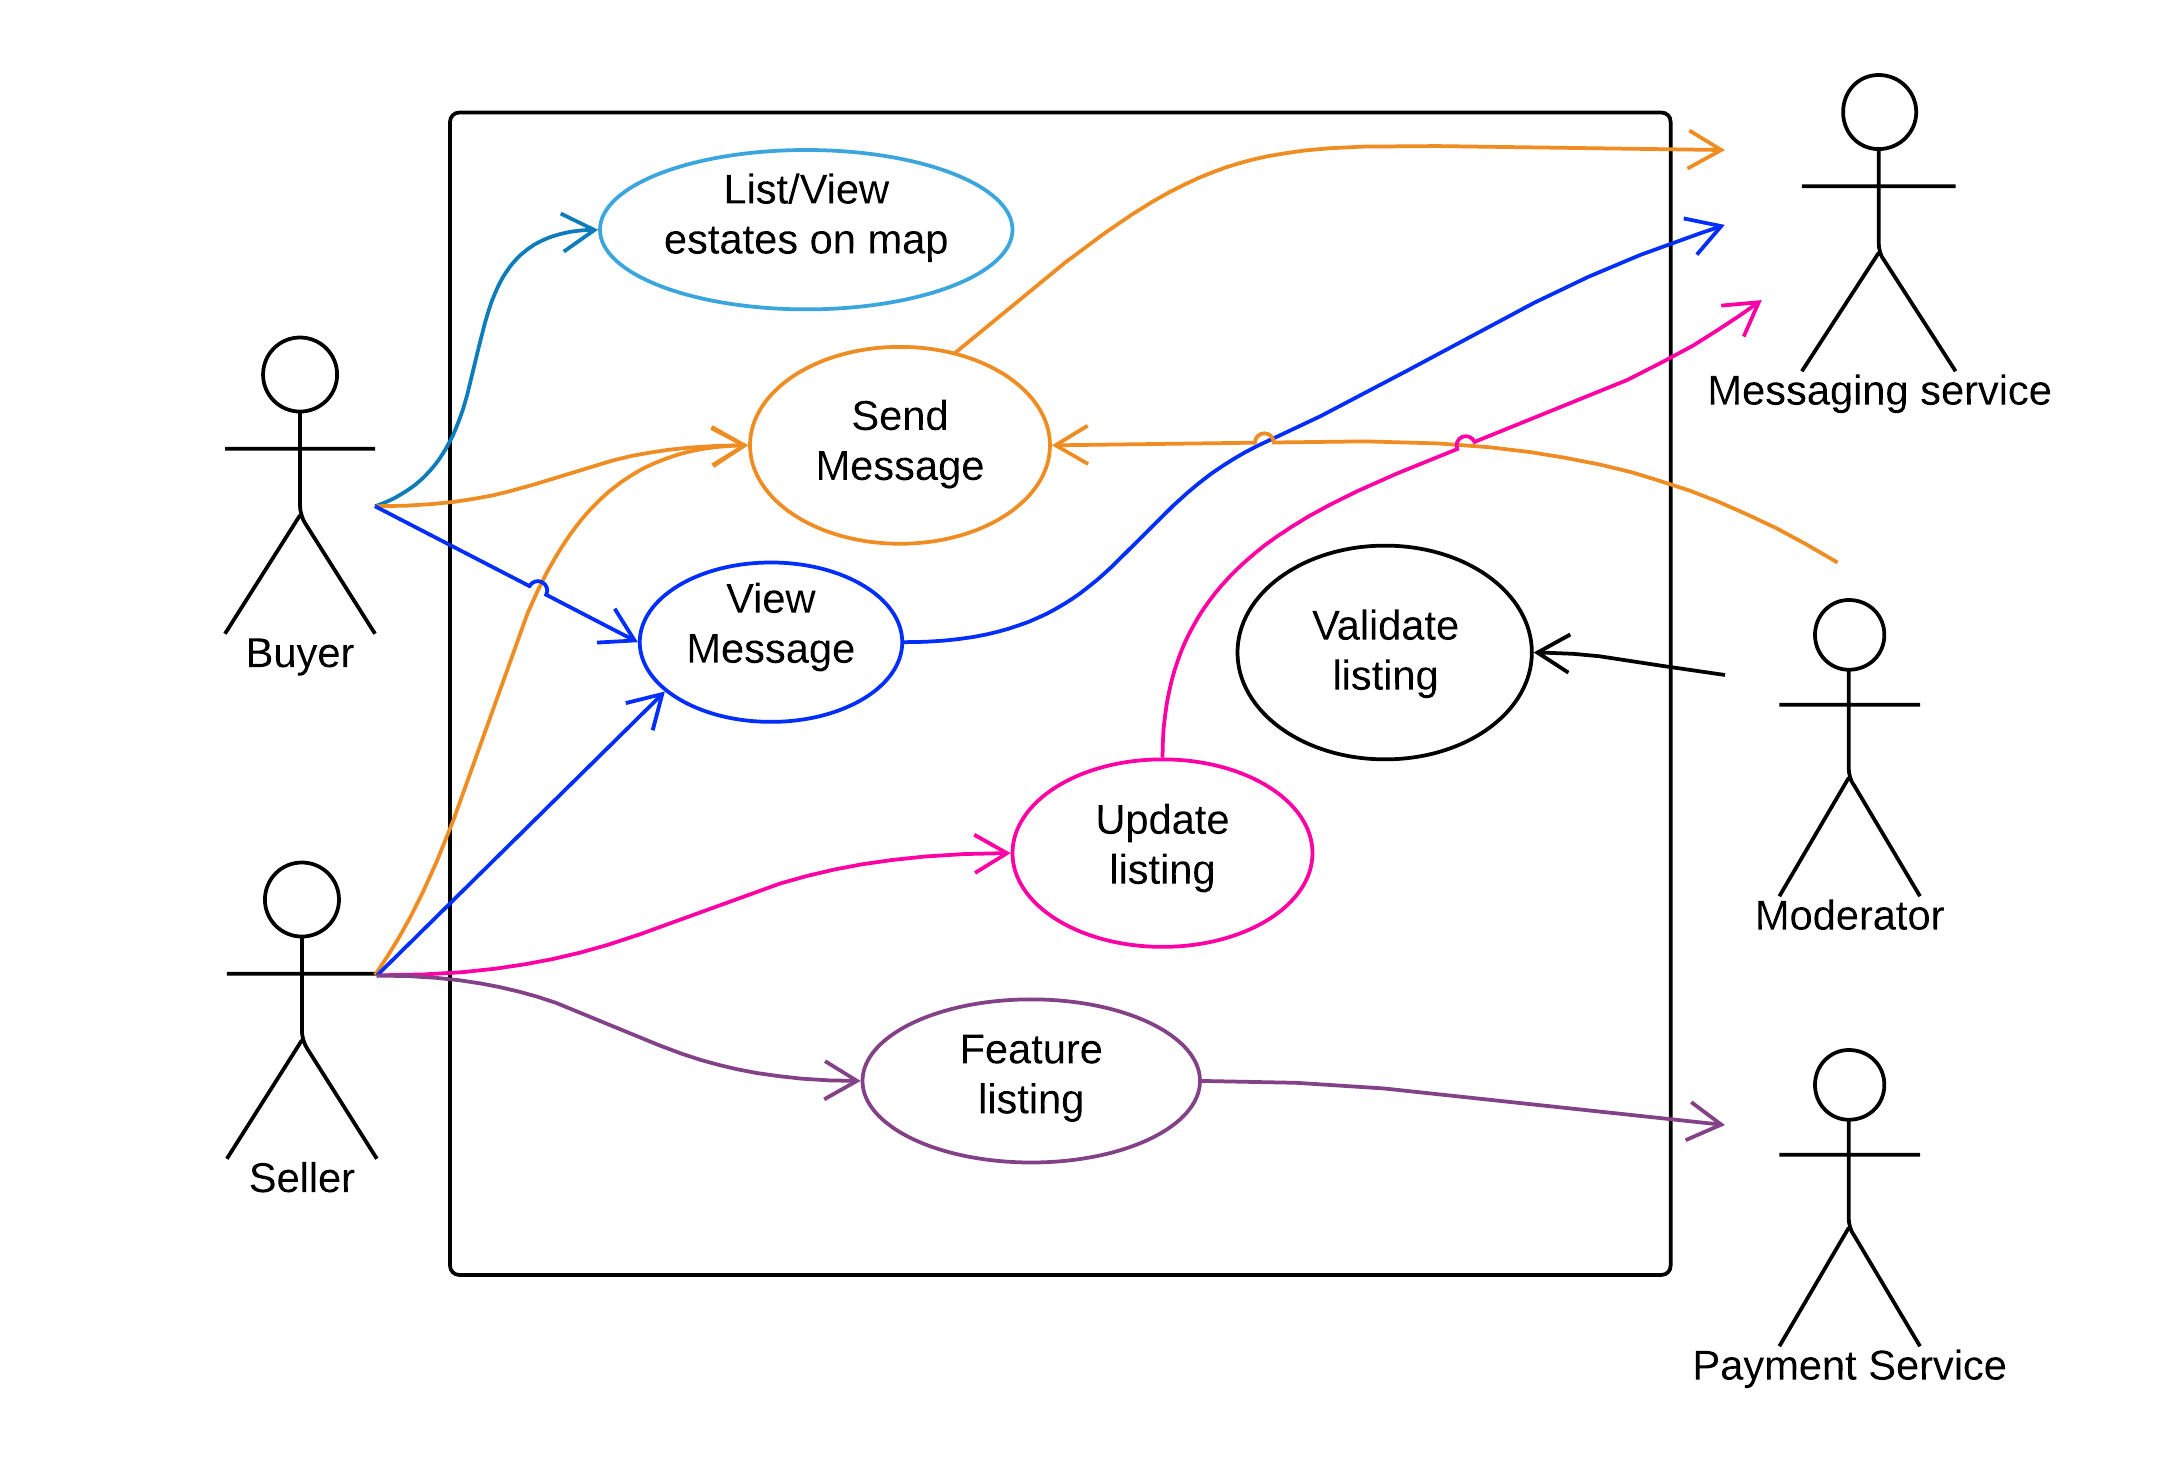 List/View
estates on map
Send
Message
Messaging service
View
Message
Validate
listing
Buyer
Update
listing
Moderator
Feature
listing
Seller
Payment Service